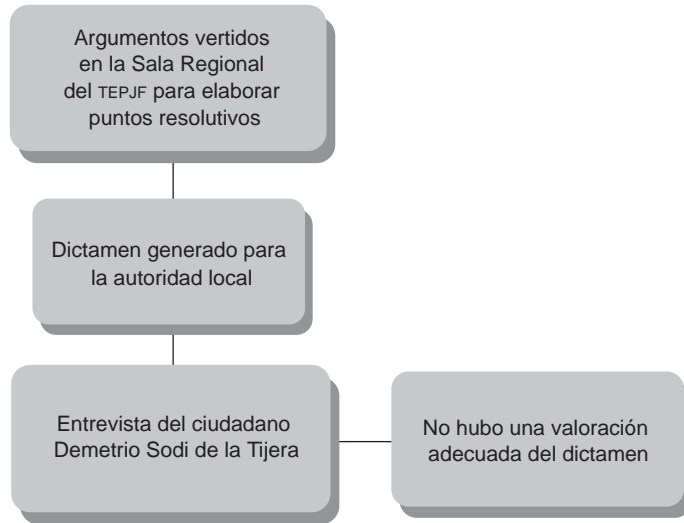 Argumentos vertidos
en la Sala Regional
del TEPJF para elaborar
puntos resolutivos
Dictamen generado para
la autoridad local
Entrevista del ciudadano
Demetrio Sodi de la Tijera
No hubo una valoración
adecuada del dictamen